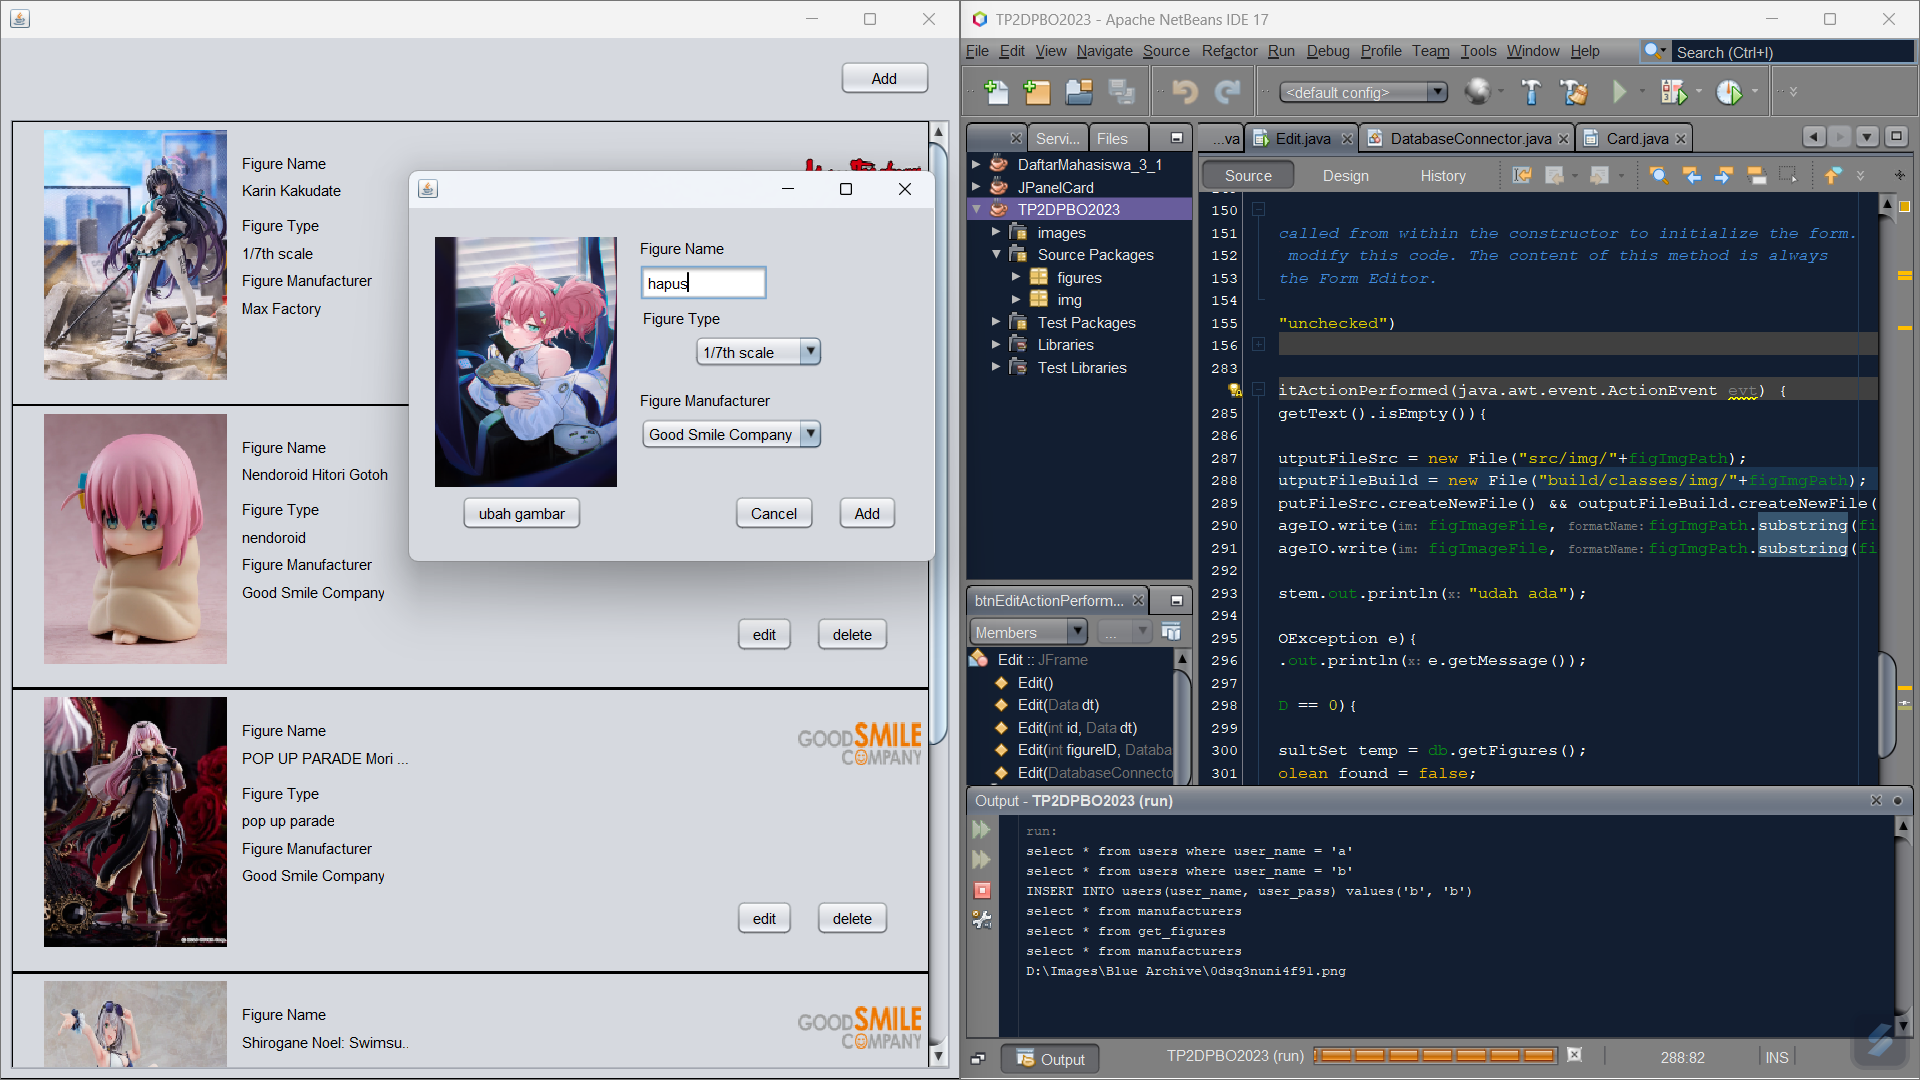 Add
Figure Name
Karin Kakudate
Figure Type
1/7th scale
Figure Manufacturer
Max Factory
Figure Name
Nendoroid Hitori Gotoh
Figure Type
nendoroid
Figure Manufacturer
Good Smile Company
edit delete
Figure Name
POP UP PARADE Mori ...
Figure Type
pop up parade
Figure Manufacturer
Good Smile Company
GOODSMILE
COMPANY
edit delete
Figure Name
Shirogane Noel: Swimsu..
GOODSMILE
COMPANY
Figure Name
hapus
Figure Type
1/7th scale
Figure Manufacturer
Good Smile Company
ubah gambar Cancel Add
TP2DPBO2023 - Apache NetBeans IDE 17
File Edit View Navigate Source Refactor Run Debug Profile Team Tools Window Help Search (Ctrl+I)
<default config>
Servi... Files
DaftarMahasiswa_3_1
JPanelCard
TP2DPBO2023
images
Source Packages
figures
img
Test Packages
Libraries
Test Libraries
btnEditActionPerform...
Members ...
Edit :: JFrame
Edit()
Edit(Data dt)
Edit(int id, Data dt)
Edit(int figureID, Databa
Edit(DatabaseConnecto
...va Edit.java DatabaseConnector.java Card.java
Source Design History
150
151 called from within the constructor to initialize the form.
152 modify this code. The content of this method is always
153 the Form Editor.
154
155 "unchecked")
156
283
itActionPerformed(java.awt.event.ActionEvent evt) {
285 getText().isEmpty()){
286
287 utputFileSrc = new File("src/img/"+figImgPath);
288 utputFileBuild = new File("build/classes/img/"+figImgPath);
289 putFileSrc.createNewFile() && outputFileBuild.createNewFile(
290 ageIO.write(im: figImageFile, formatName: figImgPath.substring(fi
291 ageIO.write(im: figImageFile, formatName: figImgPath.substring(fi
292
293 stem.out.println(x: "udah ada");
294
295 OException e){
296 .out.println(x: e.getMessage());
297
298 D == 0){
299
300 sultSet temp = db.getFigures();
301 olean found = false;
Output - TP2DPBO2023 (run)
run:
select * from users where user_name = 'a'
select * from users where user_name = 'b'
INSERT INTO users(user_name, user_pass) values('b', 'b')
select * from manufacturers
select * from get_figures
select * from manufacturers
D:\Images\Blue Archive\0dsq3nuni4f91.png
Output TP2DPBO2023 (run) 288:82 INS